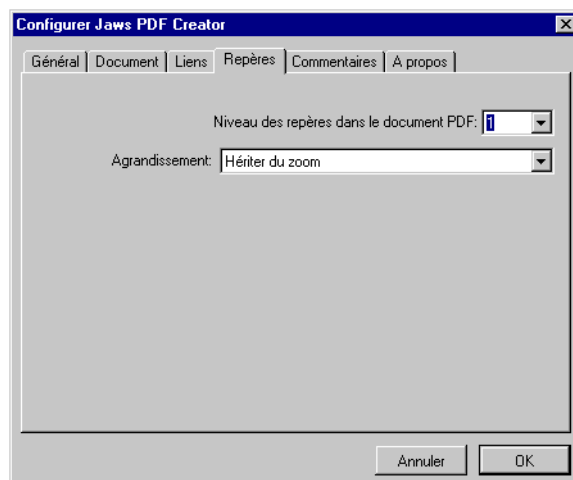 Configurer Jaws PDF Creator
Général Document Liens Repères Commentaires A propos
Niveau des repères dans le document PDF: 1
Agrandissement: Hériter du zoom
Annuler OK